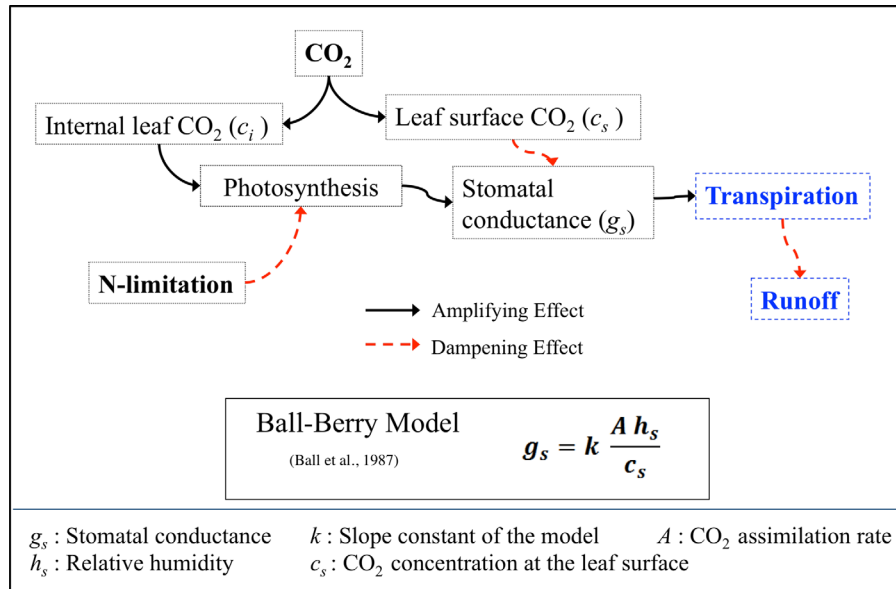 CO₂
Internal leaf CO₂ (cᵢ)
Leaf surface CO₂ (cₛ)
Photosynthesis
Stomatal
conductance (gₛ)
Transpiration
N-limitation
Runoff
Amplifying Effect
Dampening Effect
Ball-Berry Model
(Ball et al., 1987)
gₛ = k A hₛ / cₛ
gₛ : Stomatal conductance k : Slope constant of the model A : CO₂ assimilation rate
hₛ : Relative humidity cₛ : CO₂ concentration at the leaf surface